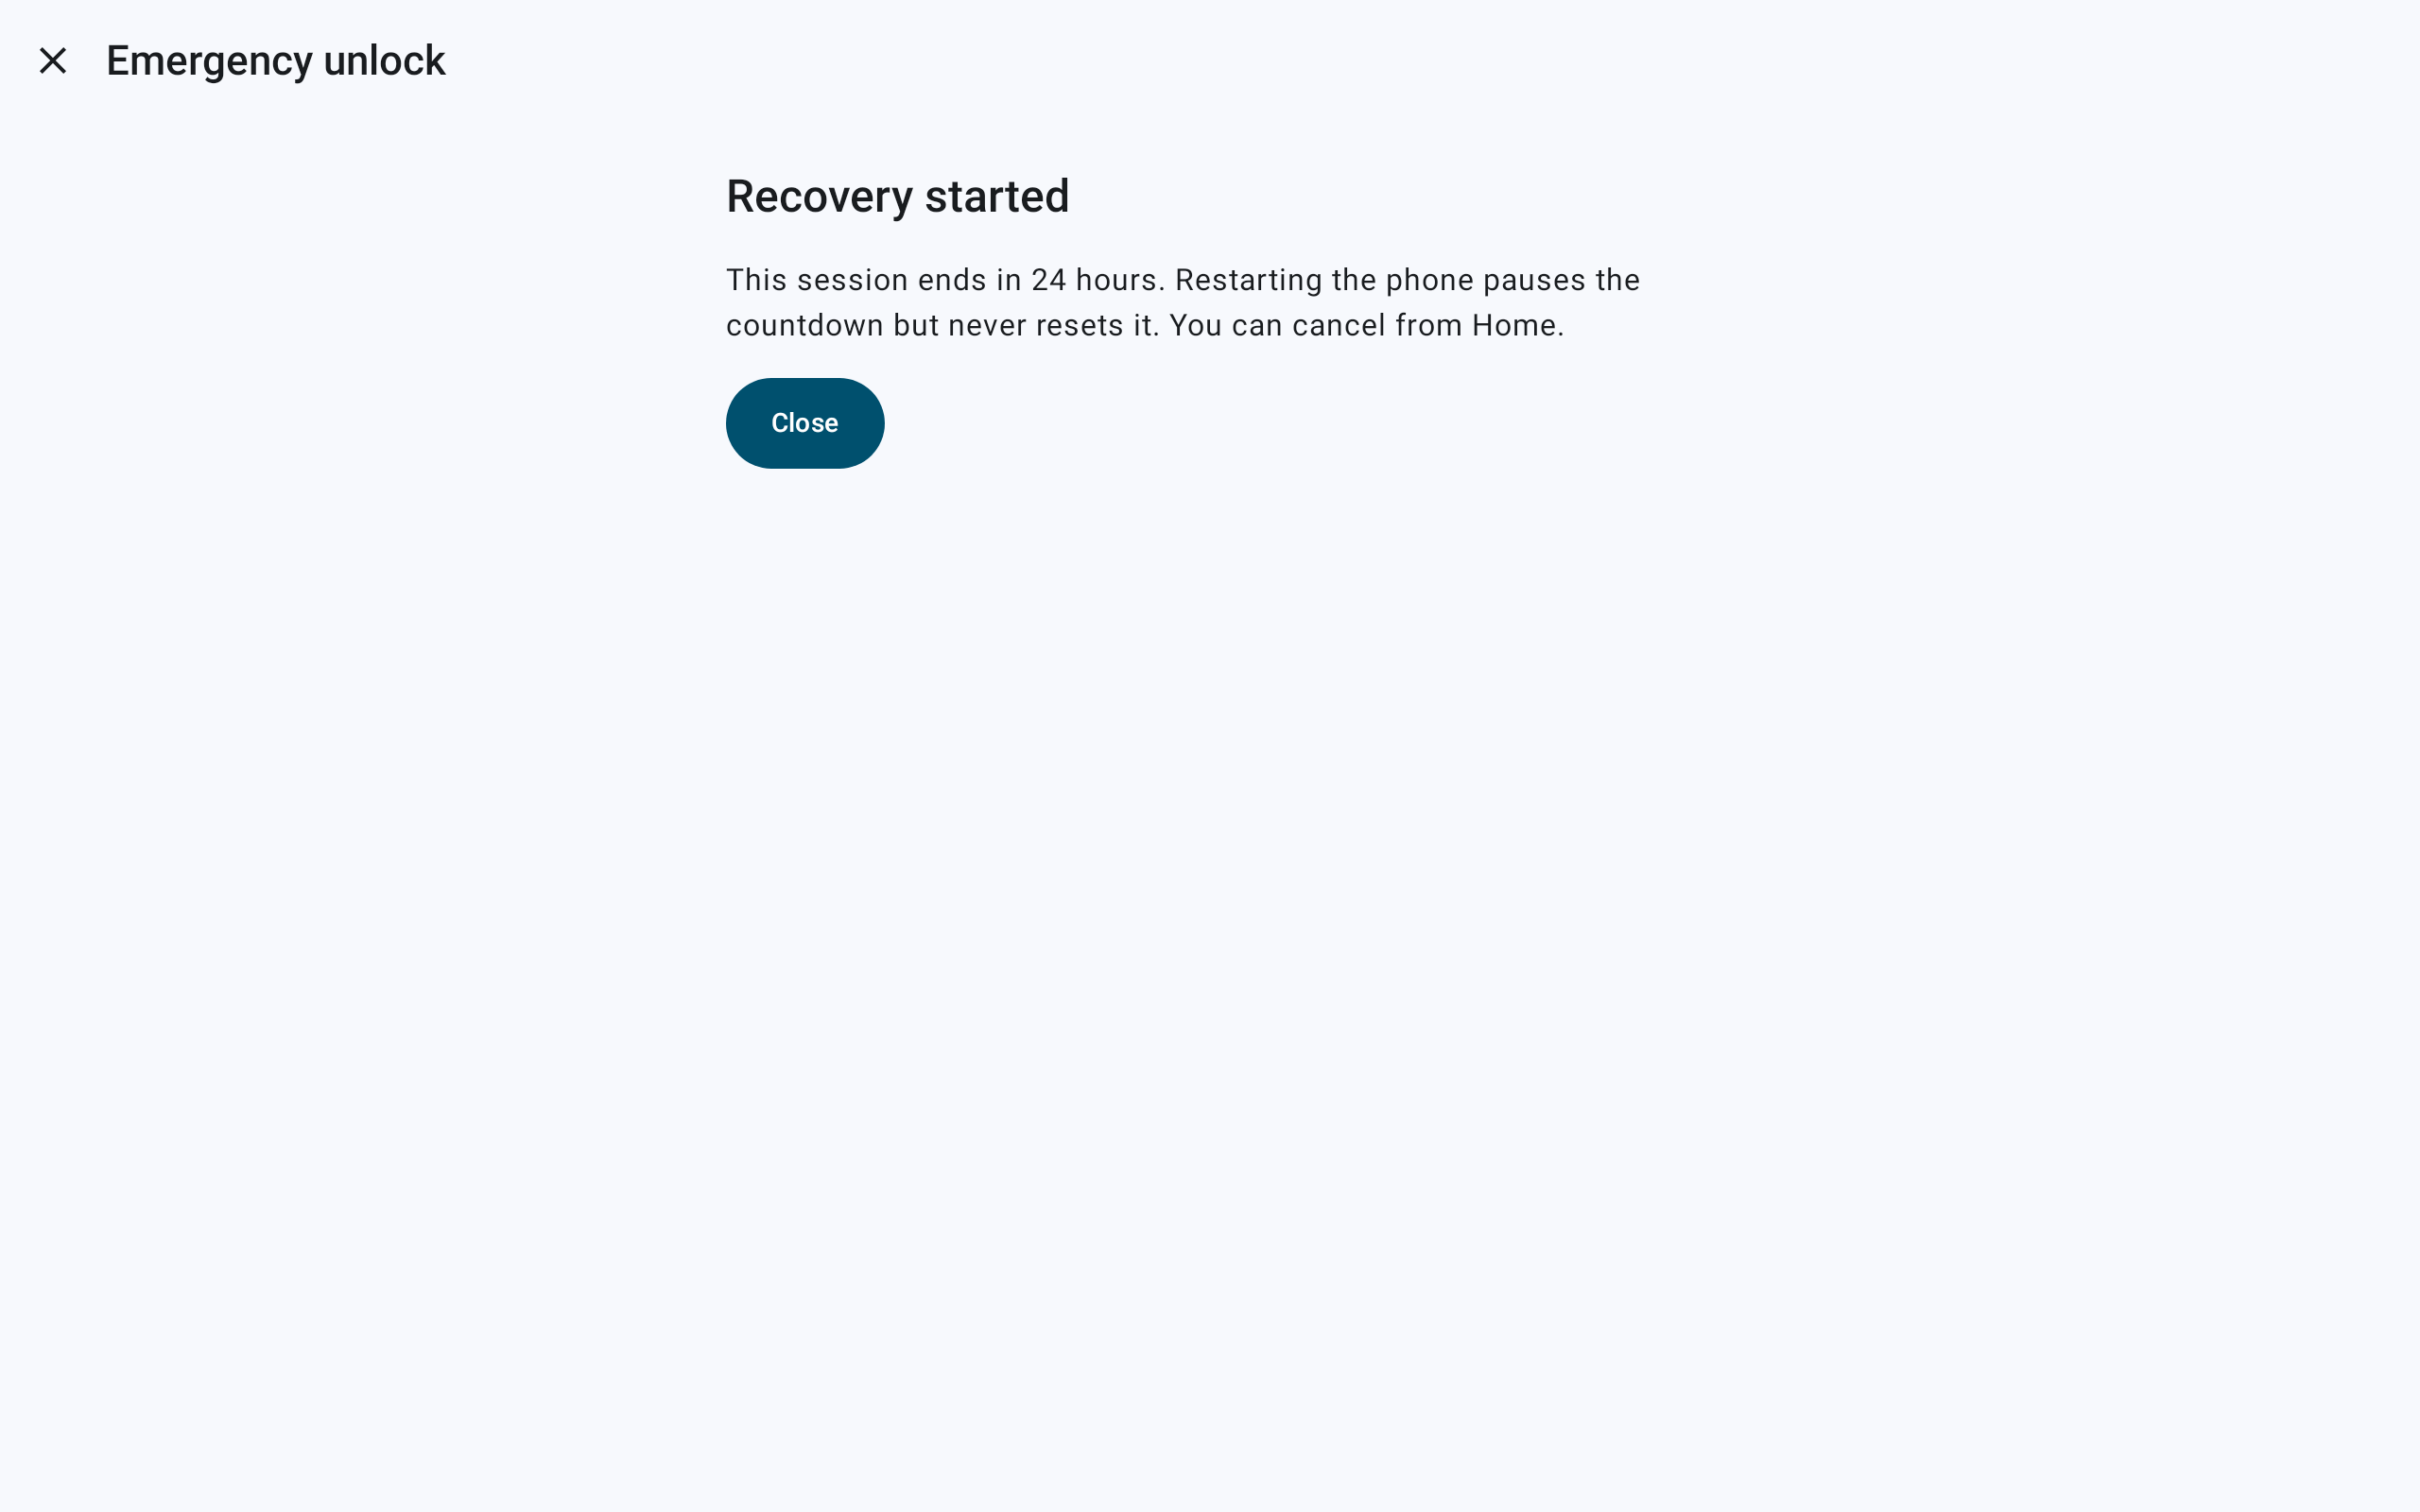 Emergency unlock
Recovery started
This session ends in 24 hours. Restarting the phone pauses the
countdown but never resets it. You can cancel from Home.
Close